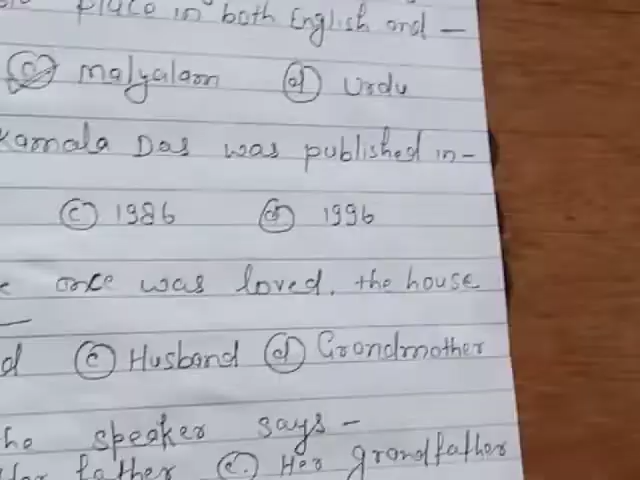 place in both English and —
(c) Malyalam (d) Urdu
Kamala Das was published in —
(c) 1986 (d) 1996
once was loved. the house
—
d (c) Husband (d) Grandmother
he speaker says —
father (c) Her grandfather